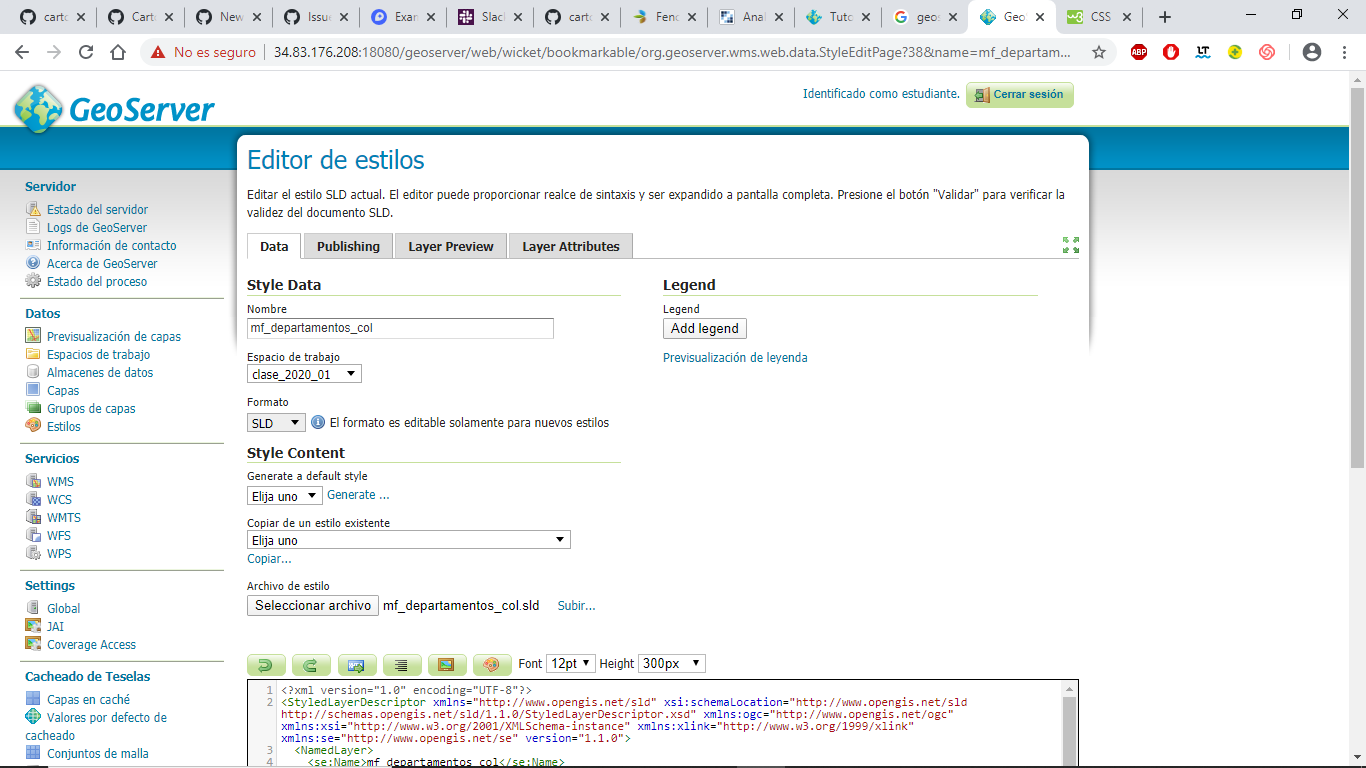 carto
Carto
New
Issue
Exan
Slac
carto
Fenc
Anal
Tuto
geos
Geo
CSS
No es seguro
34.83.176.208:18080/geoserver/web/wicket/bookmarkable/org.geoserver.wms.web.data.StyleEditPage?38&name=mf_departam...
ABP
LT
GeoServer
Identificado como estudiante.
Cerrar sesión
Servidor
Estado del servidor
Logs de GeoServer
Información de contacto
Acerca de GeoServer
Estado del proceso
Datos
Previsualización de capas
Espacios de trabajo
Almacenes de datos
Capas
Grupos de capas
Estilos
Servicios
WMS
WCS
WMTS
WFS
WPS
Settings
Global
JAI
Coverage Access
Cacheado de Teselas
Capas en caché
Valores por defecto de
cacheado
Conjuntos de malla
Editor de estilos
Editar el estilo SLD actual. El editor puede proporcionar realce de sintaxis y ser expandido a pantalla completa. Presione el botón "Validar" para verificar la
validez del documento SLD.
Data
Publishing
Layer Preview
Layer Attributes
Style Data
Nombre
mf_departamentos_col
Espacio de trabajo
clase_2020_01
Formato
SLD
El formato es editable solamente para nuevos estilos
Legend
Legend
Add legend
Previsualización de leyenda
Style Content
Generate a default style
Elija uno
Generate ...
Copiar de un estilo existente
Elija uno
Copiar...
Archivo de estilo
Seleccionar archivo
mf_departamentos_col.sld
Subir...
Font
12pt
Height
300px
1 <?xml version="1.0" encoding="UTF-8"?>
2 <StyledLayerDescriptor xmlns="http://www.opengis.net/sld" xsi:schemaLocation="http://www.opengis.net/sld
http://schemas.opengis.net/sld/1.1.0/StyledLayerDescriptor.xsd" xmlns:ogc="http://www.opengis.net/ogc"
xmlns:xsi="http://www.w3.org/2001/XMLSchema-instance" xmlns:xlink="http://www.w3.org/1999/xlink"
xmlns:se="http://www.opengis.net/se" version="1.1.0">
3 <NamedLayer>
4 <se:Name>mf_departamentos_col</se:Name>